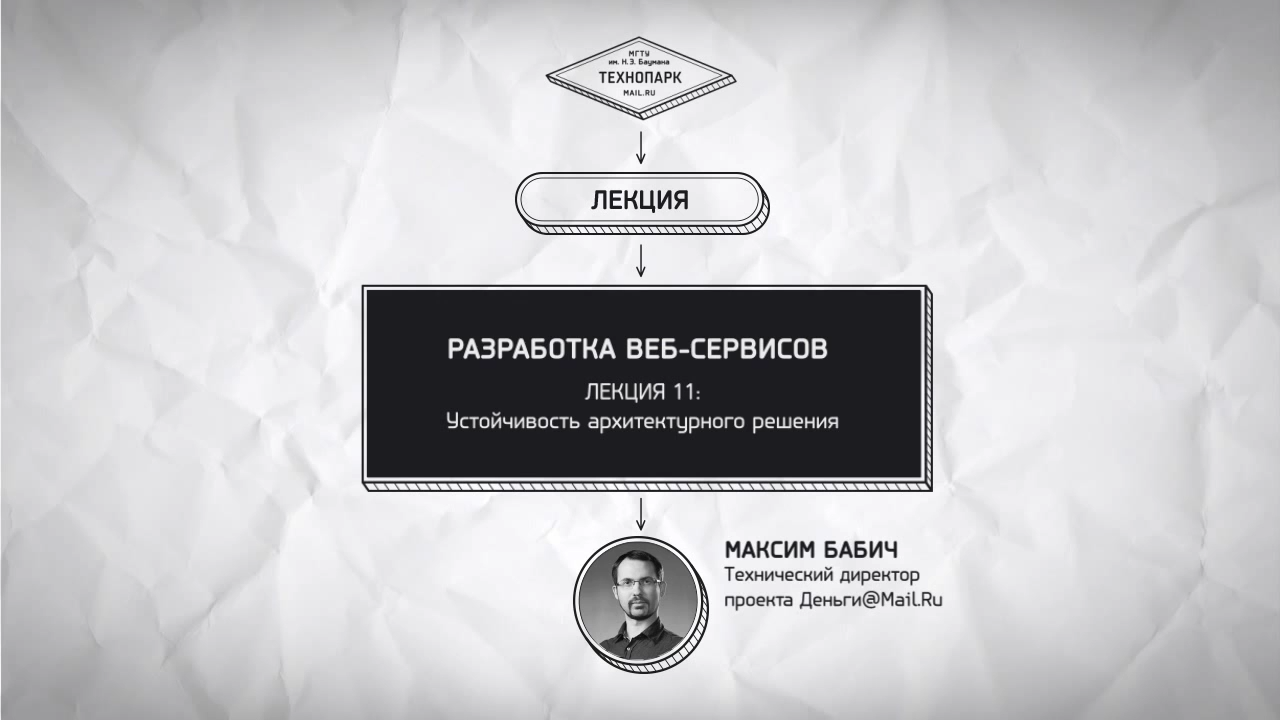 МГТУ
им. Н.Э. Баумана
ТЕХНОПАРК
MAIL.RU
ЛЕКЦИЯ
РАЗРАБОТКА ВЕБ-СЕРВИСОВ
ЛЕКЦИЯ 11:
Устойчивость архитектурного решения
МАКСИМ БАБИЧ
Технический директор
проекта Деньги@Mail.Ru